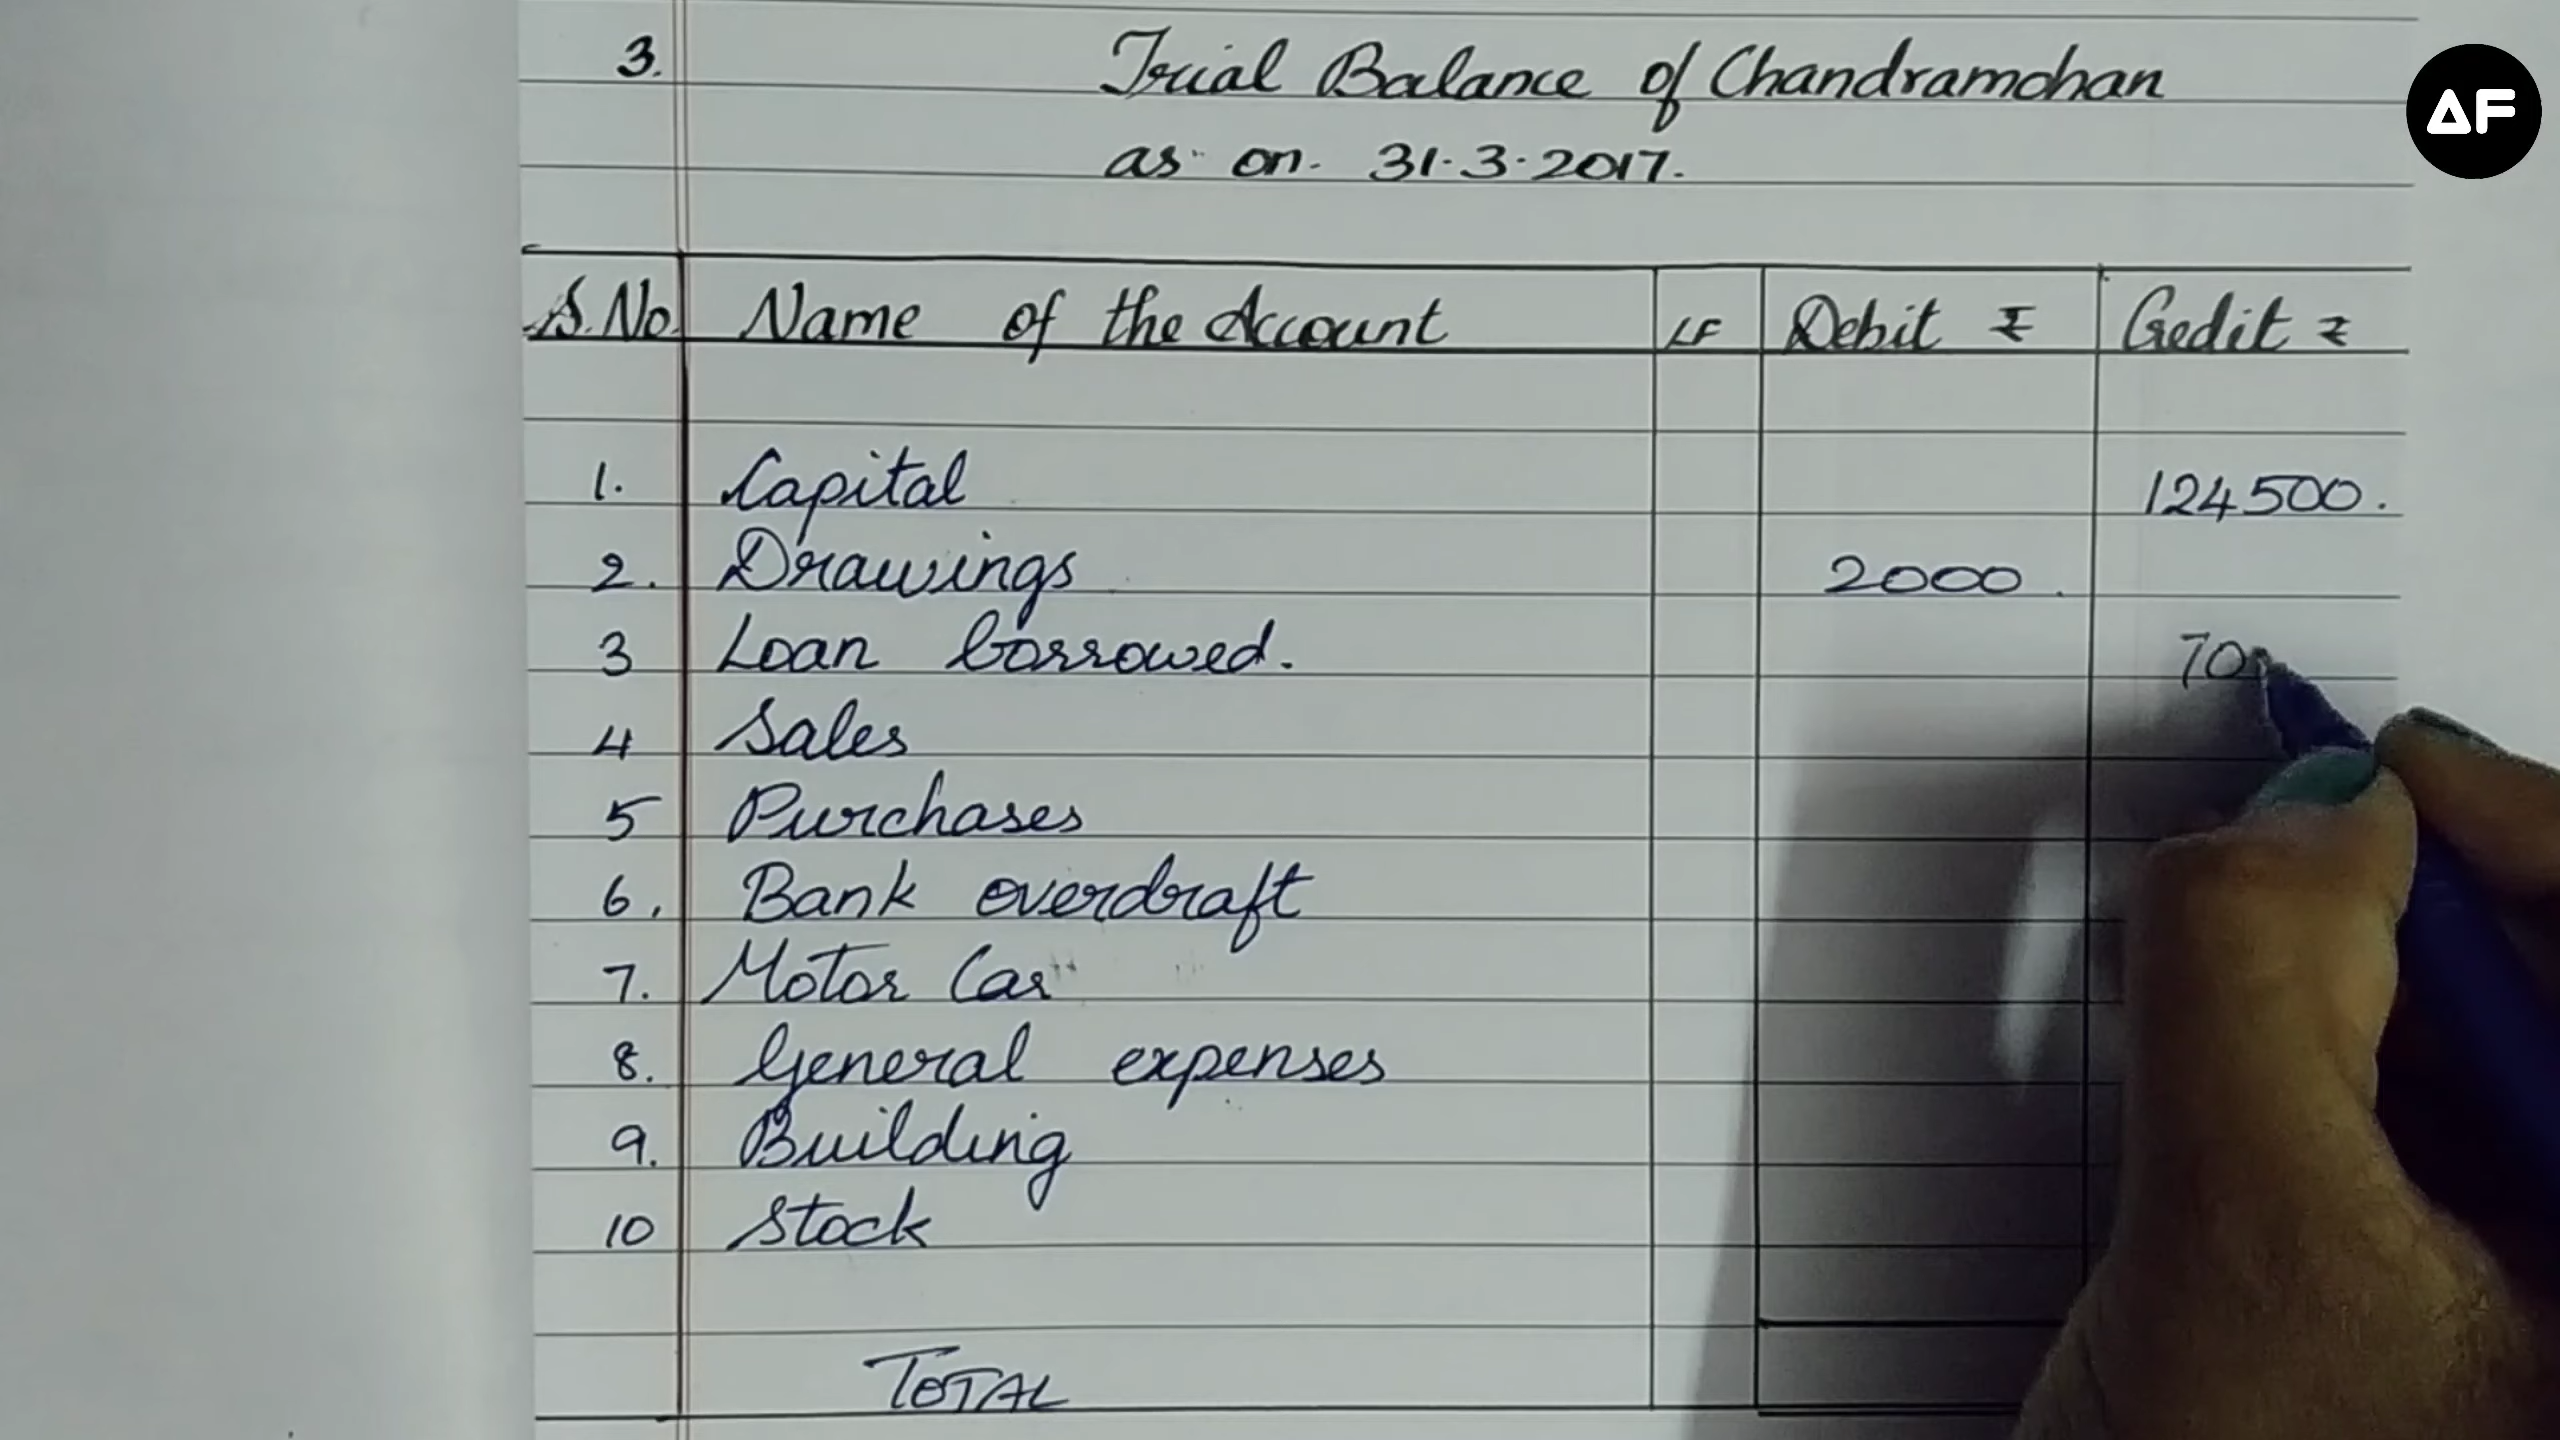 AF
3. Trial Balance of Chandramohan
as on. 31.3.2017.
S.No. Name of the Account LF Debit ₹ Credit ₹
1. Capital 124500.
2. Drawings 2000.
3 Loan borrowed. 70
4 Sales
5 Purchases
6. Bank overdraft
7. Motor Car
8. General expenses
9. Building
10 Stock
TOTAL